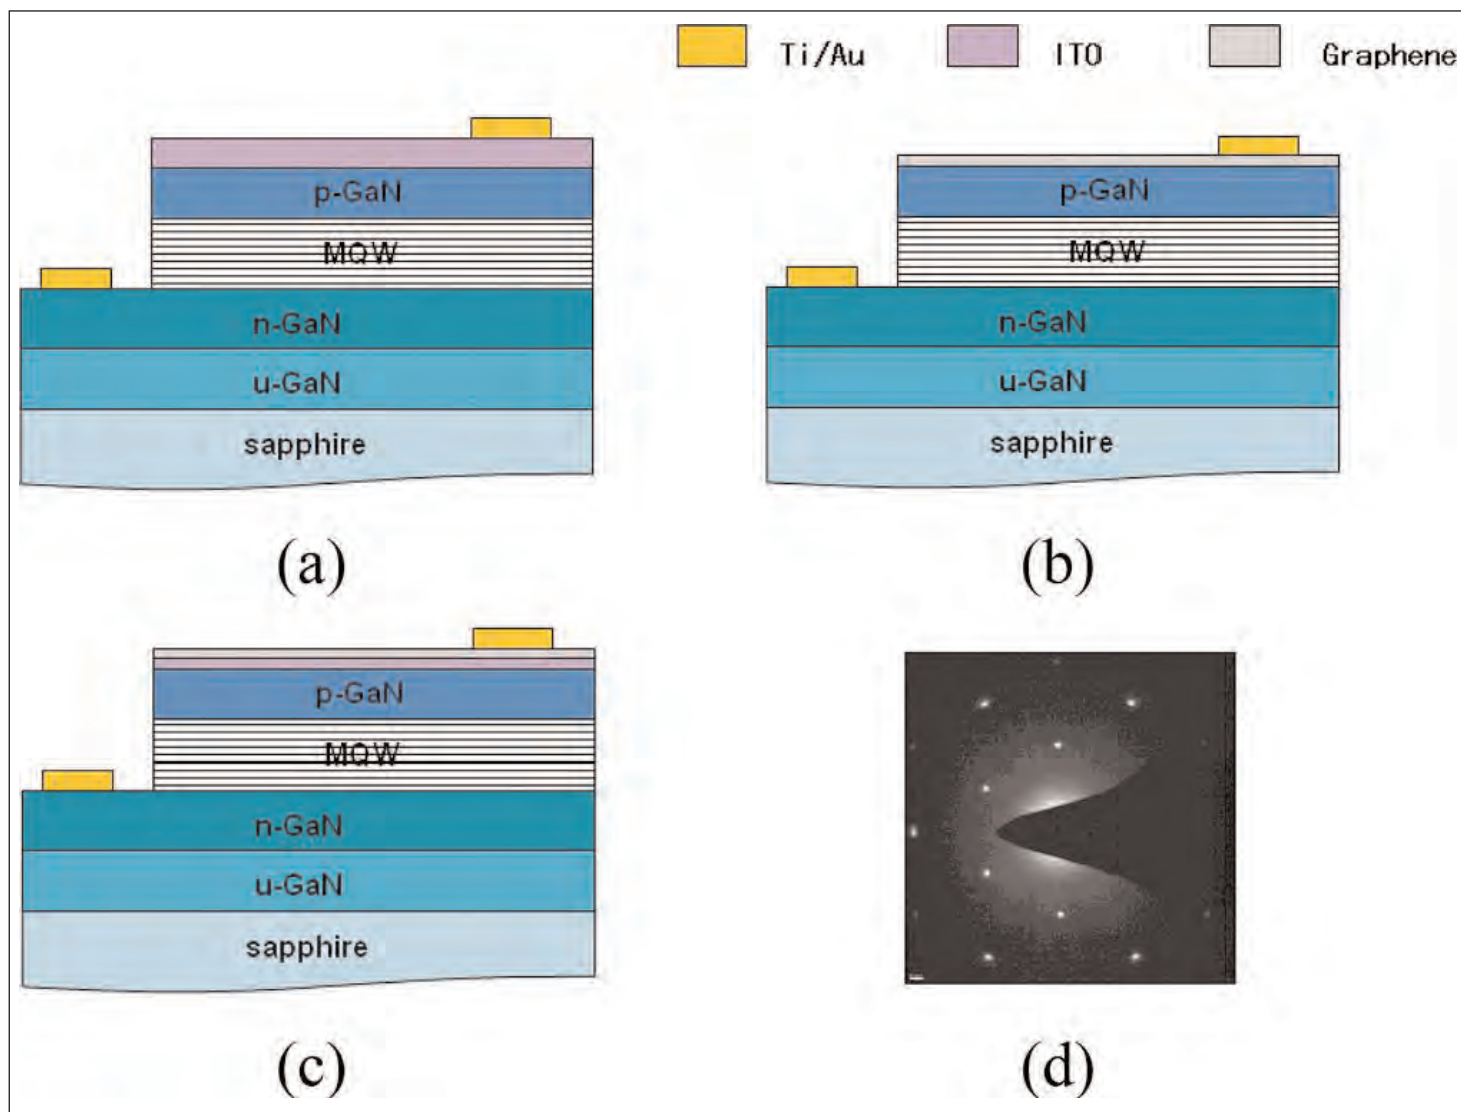 Ti/Au
ITO
Graphene
p-GaN
MQW
n-GaN
u-GaN
sapphire
(a)
p-GaN
MQW
n-GaN
u-GaN
sapphire
(b)
p-GaN
MQW
n-GaN
u-GaN
sapphire
(c)
(d)